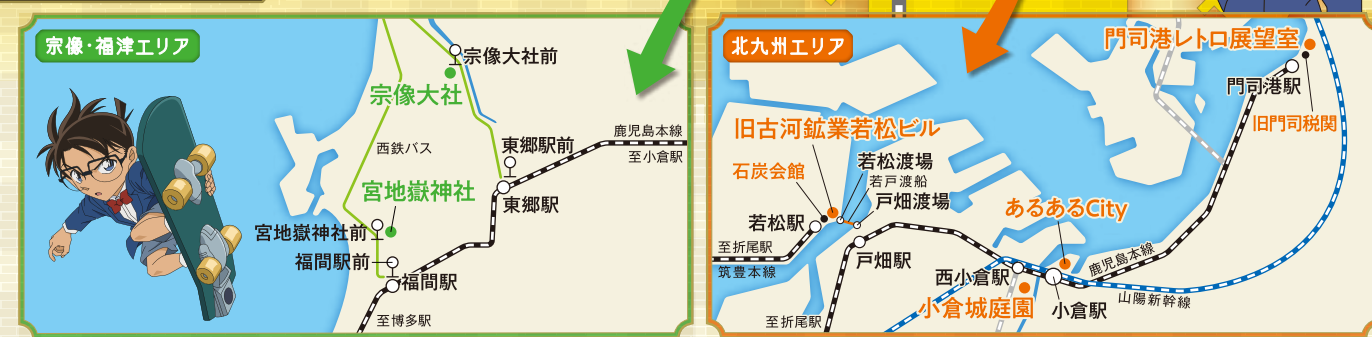 宗像・福津エリア
宗像大社前
宗像大社
西鉄バス
東郷駅前
鹿児島本線
至小倉駅
宮地嶽神社
東郷駅
宮地嶽神社前
福間駅前
福間駅
至博多駅
北九州エリア
門司港レトロ展望室
門司港駅
旧門司税関
旧古河鉱業若松ビル
石炭会館
若松渡場
若戸渡船
戸畑渡場
若松駅
あるあるCity
至折尾駅
筑豊本線
戸畑駅
西小倉駅
鹿児島本線
小倉城庭園
小倉駅
山陽新幹線
至折尾駅